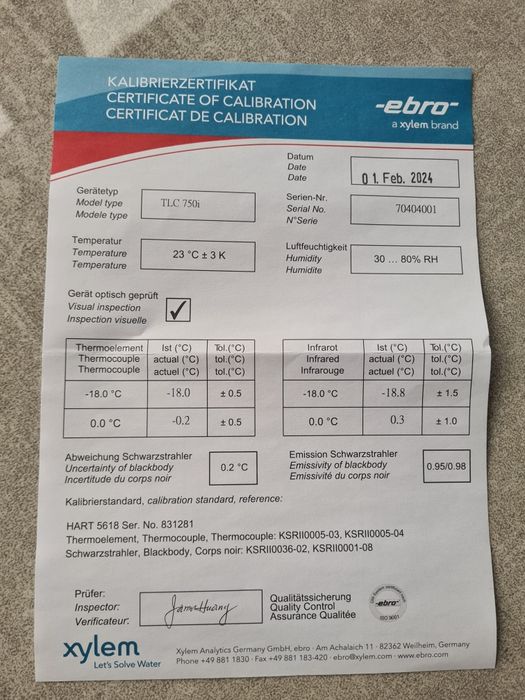 KALIBRIERZERTIFIKAT
CERTIFICATE OF CALIBRATION
CERTIFICAT DE CALIBRATION
-ebro-
a xylem brand
Datum
Date
Date
01. Feb. 2024
Gerätetyp
Model type
Modele type
TLC 750i
Serien-Nr.
Serial No.
N°Serie
70404001
Temperatur
Temperature
Temperature
23 °C ± 3 K
Luftfeuchtigkeit
Humidity
Humidite
30 ... 80% RH
Gerät optisch geprüft
Visual inspection
Inspection visuelle
✓
Thermoelement Ist (°C) Tol.(°C)
Thermocouple actual (°C) tol.(°C)
Thermocouple actuel (°C) tol.(°C)
-18.0 °C -18.0 ± 0.5
0.0 °C -0.2 ± 0.5
Infrarot Ist (°C) Tol.(°C)
Infrared actual (°C) tol.(°C)
Infrarouge actuel (°C) tol.(°C)
-18.0 °C -18.8 ± 1.5
0.0 °C 0.3 ± 1.0
Abweichung Schwarzstrahler
Uncertainty of blackbody
Incertitude du corps noir
0.2 °C
Emission Schwarzstrahler
Emissivity of blackbody
Emissivité du corps noir
0.95/0.98
Kalibrierstandard, calibration standard, reference:
HART 5618 Ser. No. 831281
Thermoelement, Thermocouple, Thermocouple: KSRII0005-03, KSRII0005-04
Schwarzstrahler, Blackbody, Corps noir: KSRII0036-02, KSRII0001-08
Prüfer:
Inspector:
Verificateur:
James Huang
Qualitätssicherung
Quality Control
Assurance Qualitée
-ebro-
ISO 9001
xylem
Let's Solve Water
Xylem Analytics Germany GmbH, ebro · Am Achalaich 11 · 82362 Weilheim, Germany
Phone +49 881 1830 · Fax +49 881 183-420 · ebro@xylem.com · www.ebro.com